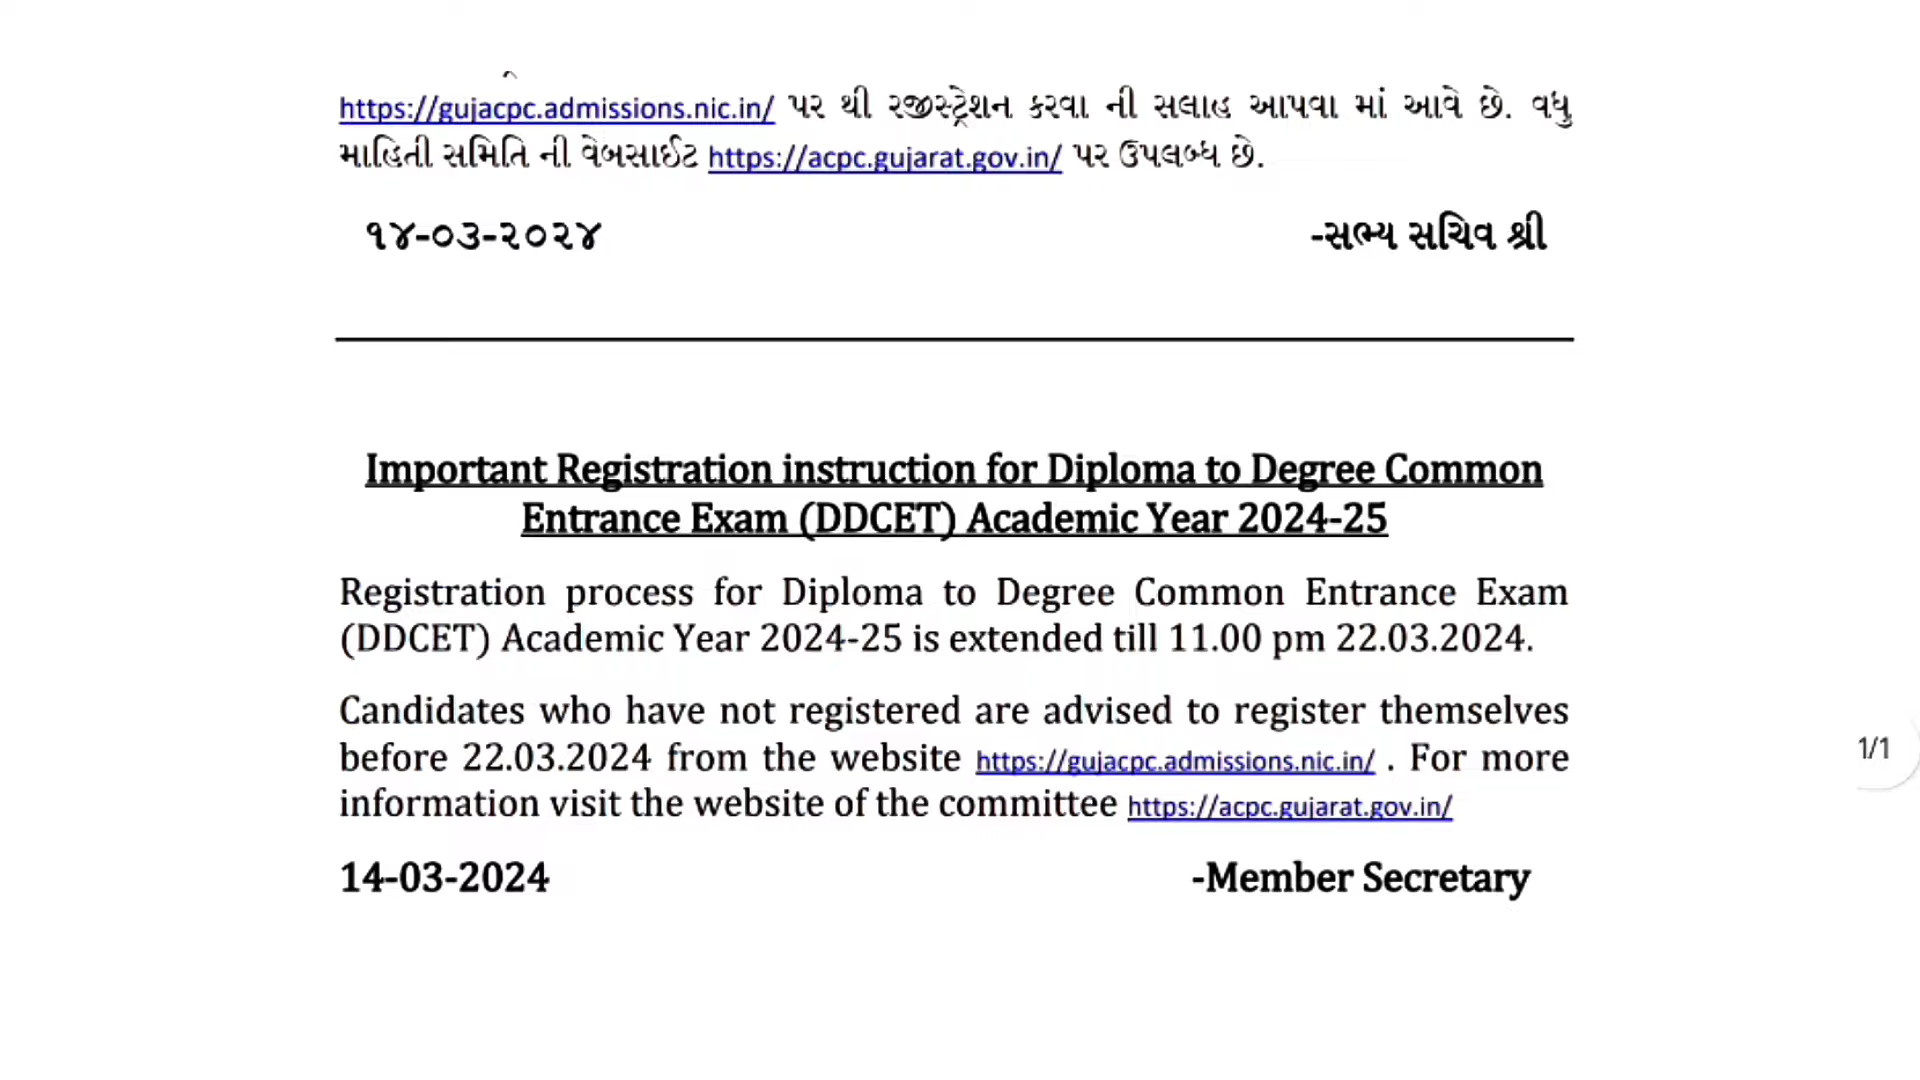 https://gujacpc.admissions.nic.in/ પર થી રજીસ્ટ્રેશન કરવા ની સલાહ આપવા માં આવે છે. વધુ
માહિતી સમિતિ ની વેબસાઈટ https://acpc.gujarat.gov.in/ પર ઉપલબ્ધ છે.
૧૪-૦૩-૨૦૨૪ -સભ્ય સચિવ શ્રી
Important Registration instruction for Diploma to Degree Common
Entrance Exam (DDCET) Academic Year 2024-25
Registration process for Diploma to Degree Common Entrance Exam
(DDCET) Academic Year 2024-25 is extended till 11.00 pm 22.03.2024.
Candidates who have not registered are advised to register themselves
before 22.03.2024 from the website https://gujacpc.admissions.nic.in/ . For more
information visit the website of the committee https://acpc.gujarat.gov.in/
14-03-2024 -Member Secretary
1/1